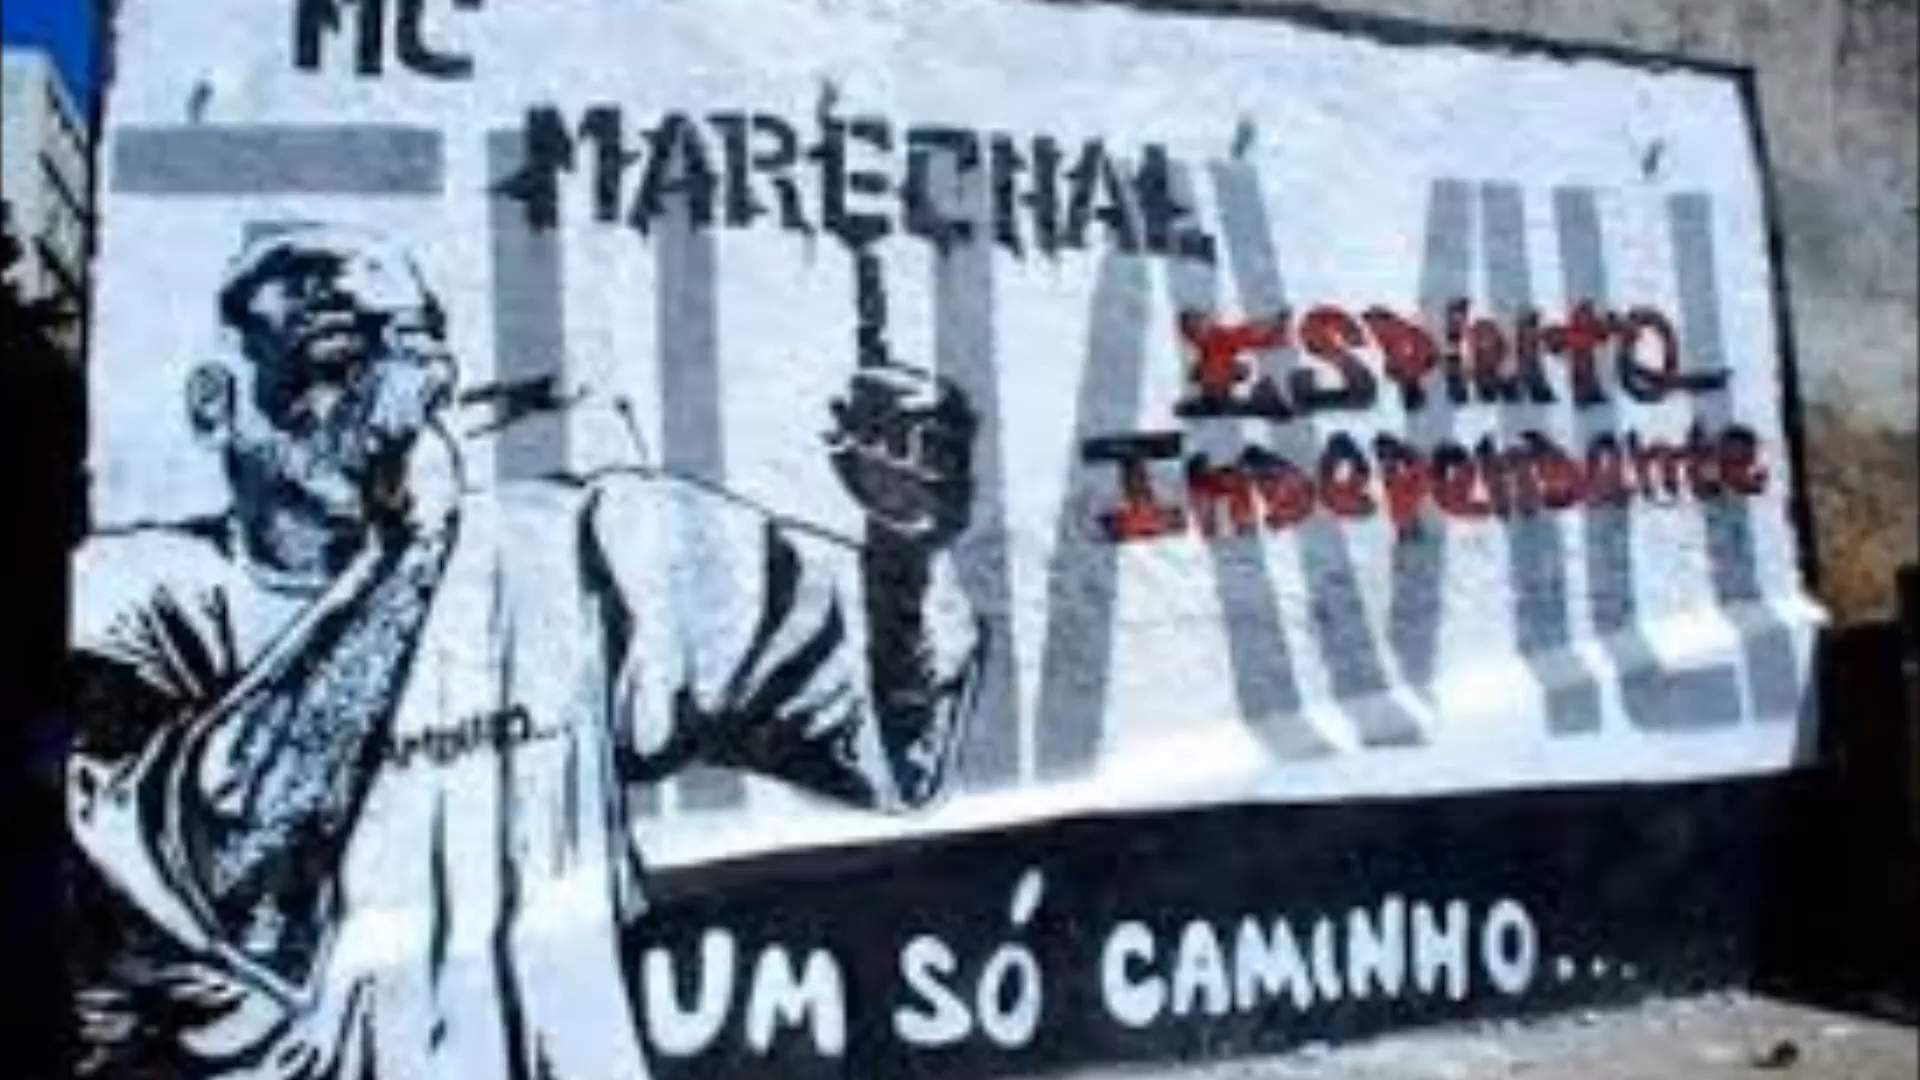 MC
MARECHAL
ESPÍRITO
Independente
UM SÓ CAMINHO...